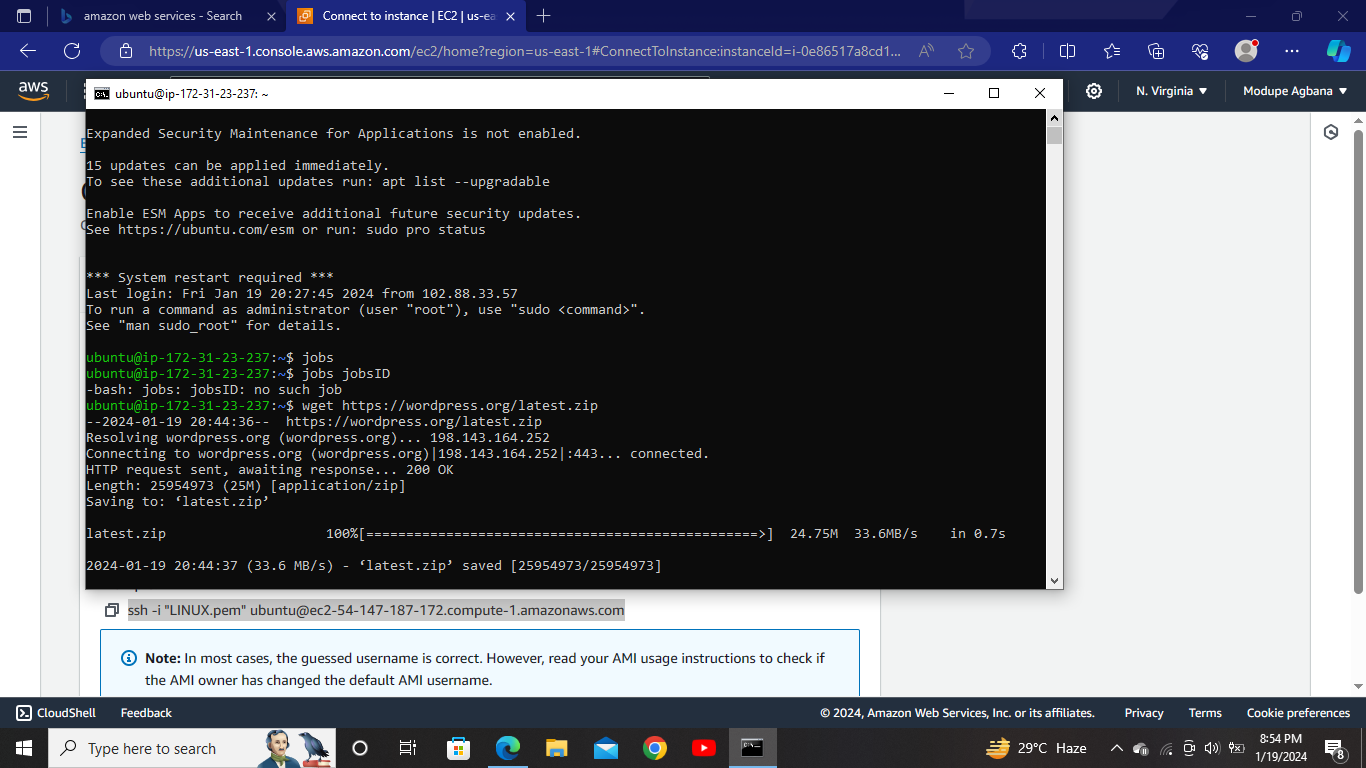 amazon web services - Search
Connect to instance | EC2 | us-ea
https://us-east-1.console.aws.amazon.com/ec2/home?region=us-east-1#ConnectToInstance:instanceId=i-0e86517a8cd1...
aws
N. Virginia
Modupe Agbana
ubuntu@ip-172-31-23-237: ~
Expanded Security Maintenance for Applications is not enabled.
15 updates can be applied immediately.
To see these additional updates run: apt list --upgradable
Enable ESM Apps to receive additional future security updates.
See https://ubuntu.com/esm or run: sudo pro status
*** System restart required ***
Last login: Fri Jan 19 20:27:45 2024 from 102.88.33.57
To run a command as administrator (user "root"), use "sudo <command>".
See "man sudo_root" for details.
ubuntu@ip-172-31-23-237:~$ jobs
ubuntu@ip-172-31-23-237:~$ jobs jobsID
-bash: jobs: jobsID: no such job
ubuntu@ip-172-31-23-237:~$ wget https://wordpress.org/latest.zip
--2024-01-19 20:44:36--  https://wordpress.org/latest.zip
Resolving wordpress.org (wordpress.org)... 198.143.164.252
Connecting to wordpress.org (wordpress.org)|198.143.164.252|:443... connected.
HTTP request sent, awaiting response... 200 OK
Length: 25954973 (25M) [application/zip]
Saving to: ‘latest.zip’
latest.zip 100%[=================================================>] 24.75M 33.6MB/s in 0.7s
2024-01-19 20:44:37 (33.6 MB/s) - ‘latest.zip’ saved [25954973/25954973]
ssh -i "LINUX.pem" ubuntu@ec2-54-147-187-172.compute-1.amazonaws.com
Note: In most cases, the guessed username is correct. However, read your AMI usage instructions to check if
the AMI owner has changed the default AMI username.
CloudShell Feedback © 2024, Amazon Web Services, Inc. or its affiliates. Privacy Terms Cookie preferences
Type here to search
29°C Haze
8:54 PM
1/19/2024
8